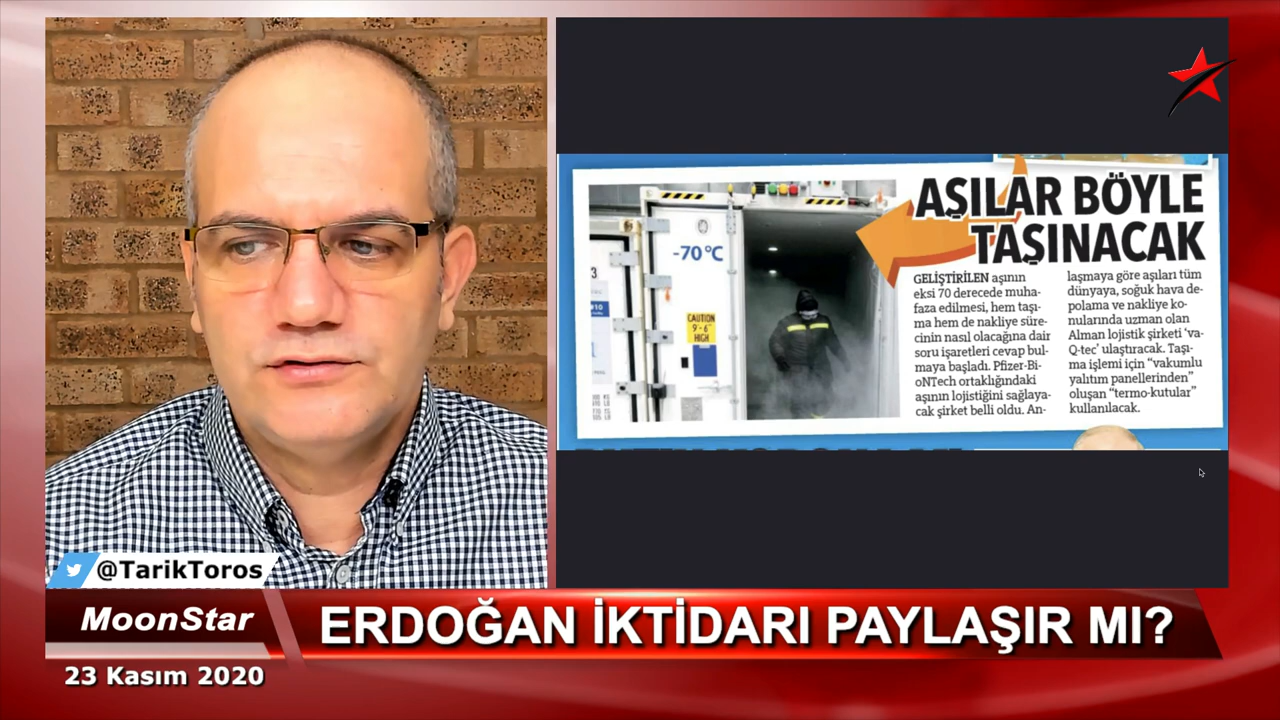 AŞILAR BÖYLE
TAŞINACAK
-70 °C
3
CAUTION
9'-6"
HIGH
GELİŞTİRİLEN aşının
eksi 70 derecede muha-
faza edilmesi, hem taşı-
ma hem de nakliye süre-
cinin nasıl olacağına dair
soru işaretleri cevap bul-
maya başladı. Pfizer-Bi-
oNTech ortaklığındaki
aşının lojistiğini sağlaya-
cak şirket belli oldu. An-
laşmaya göre aşıları tüm
dünyaya, soğuk hava de-
polama ve nakliye ko-
nularında uzman olan
Alman lojistik şirketi ‘va-
Q-tec’ ulaştıracak. Taşı-
ma işlemi için “vakumlu
yalıtım panellerinden”
oluşan “termo-kutular”
kullanılacak.
@TarikToros
MoonStar
ERDOĞAN İKTİDARI PAYLAŞIR MI?
23 Kasım 2020